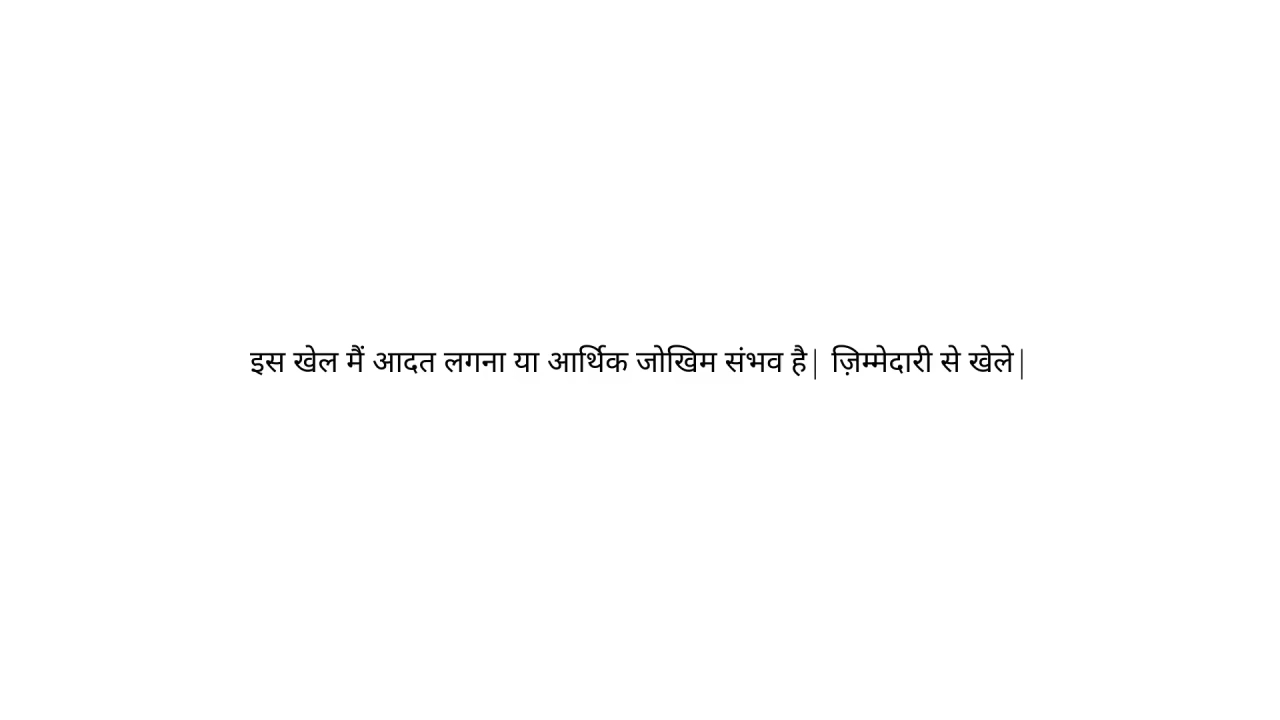 इस खेल मैं आदत लगना या आर्थिक जोखिम संभव है| ज़िम्मेदारी से खेले|